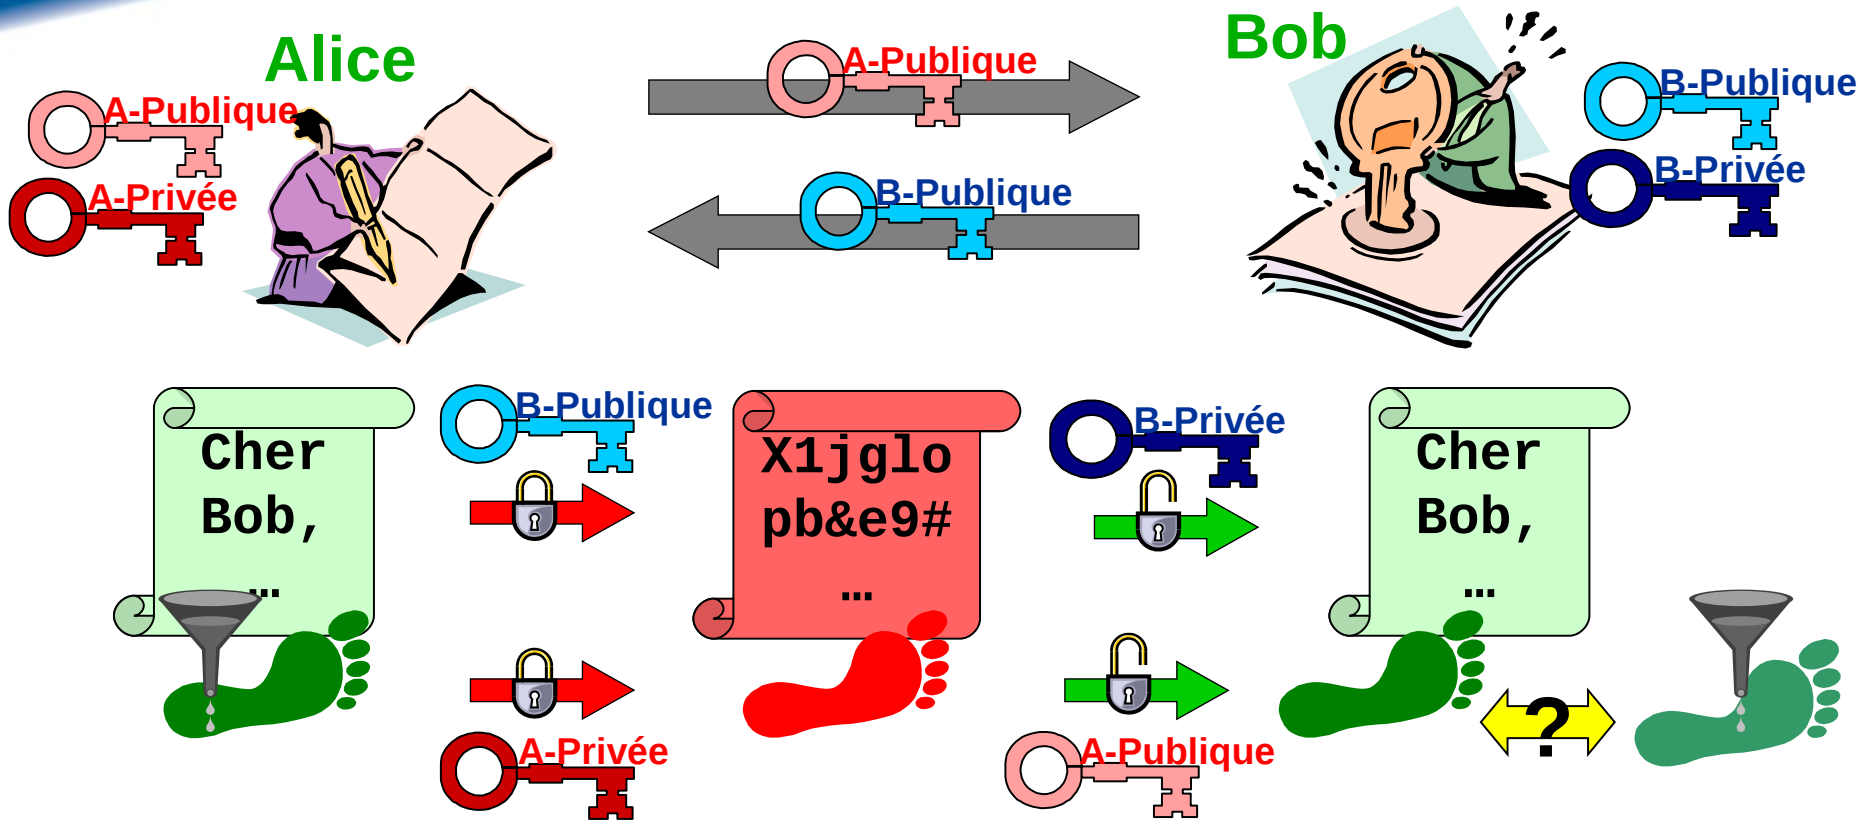 Alice
Bob
A-Publique
A-Privée
A-Publique
B-Publique
B-Publique
B-Privée
Cher
Bob,
…
B-Publique
X1jglo
pb&e9#
…
B-Privée
Cher
Bob,
…
A-Privée
A-Publique
?